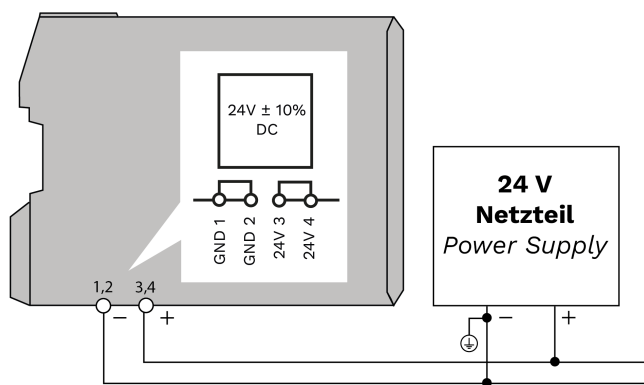 24V ± 10%
DC
GND 1
GND 2
24V 3
24V 4
1,2
3,4
−
+
24 V
Netzteil
Power Supply
−
+